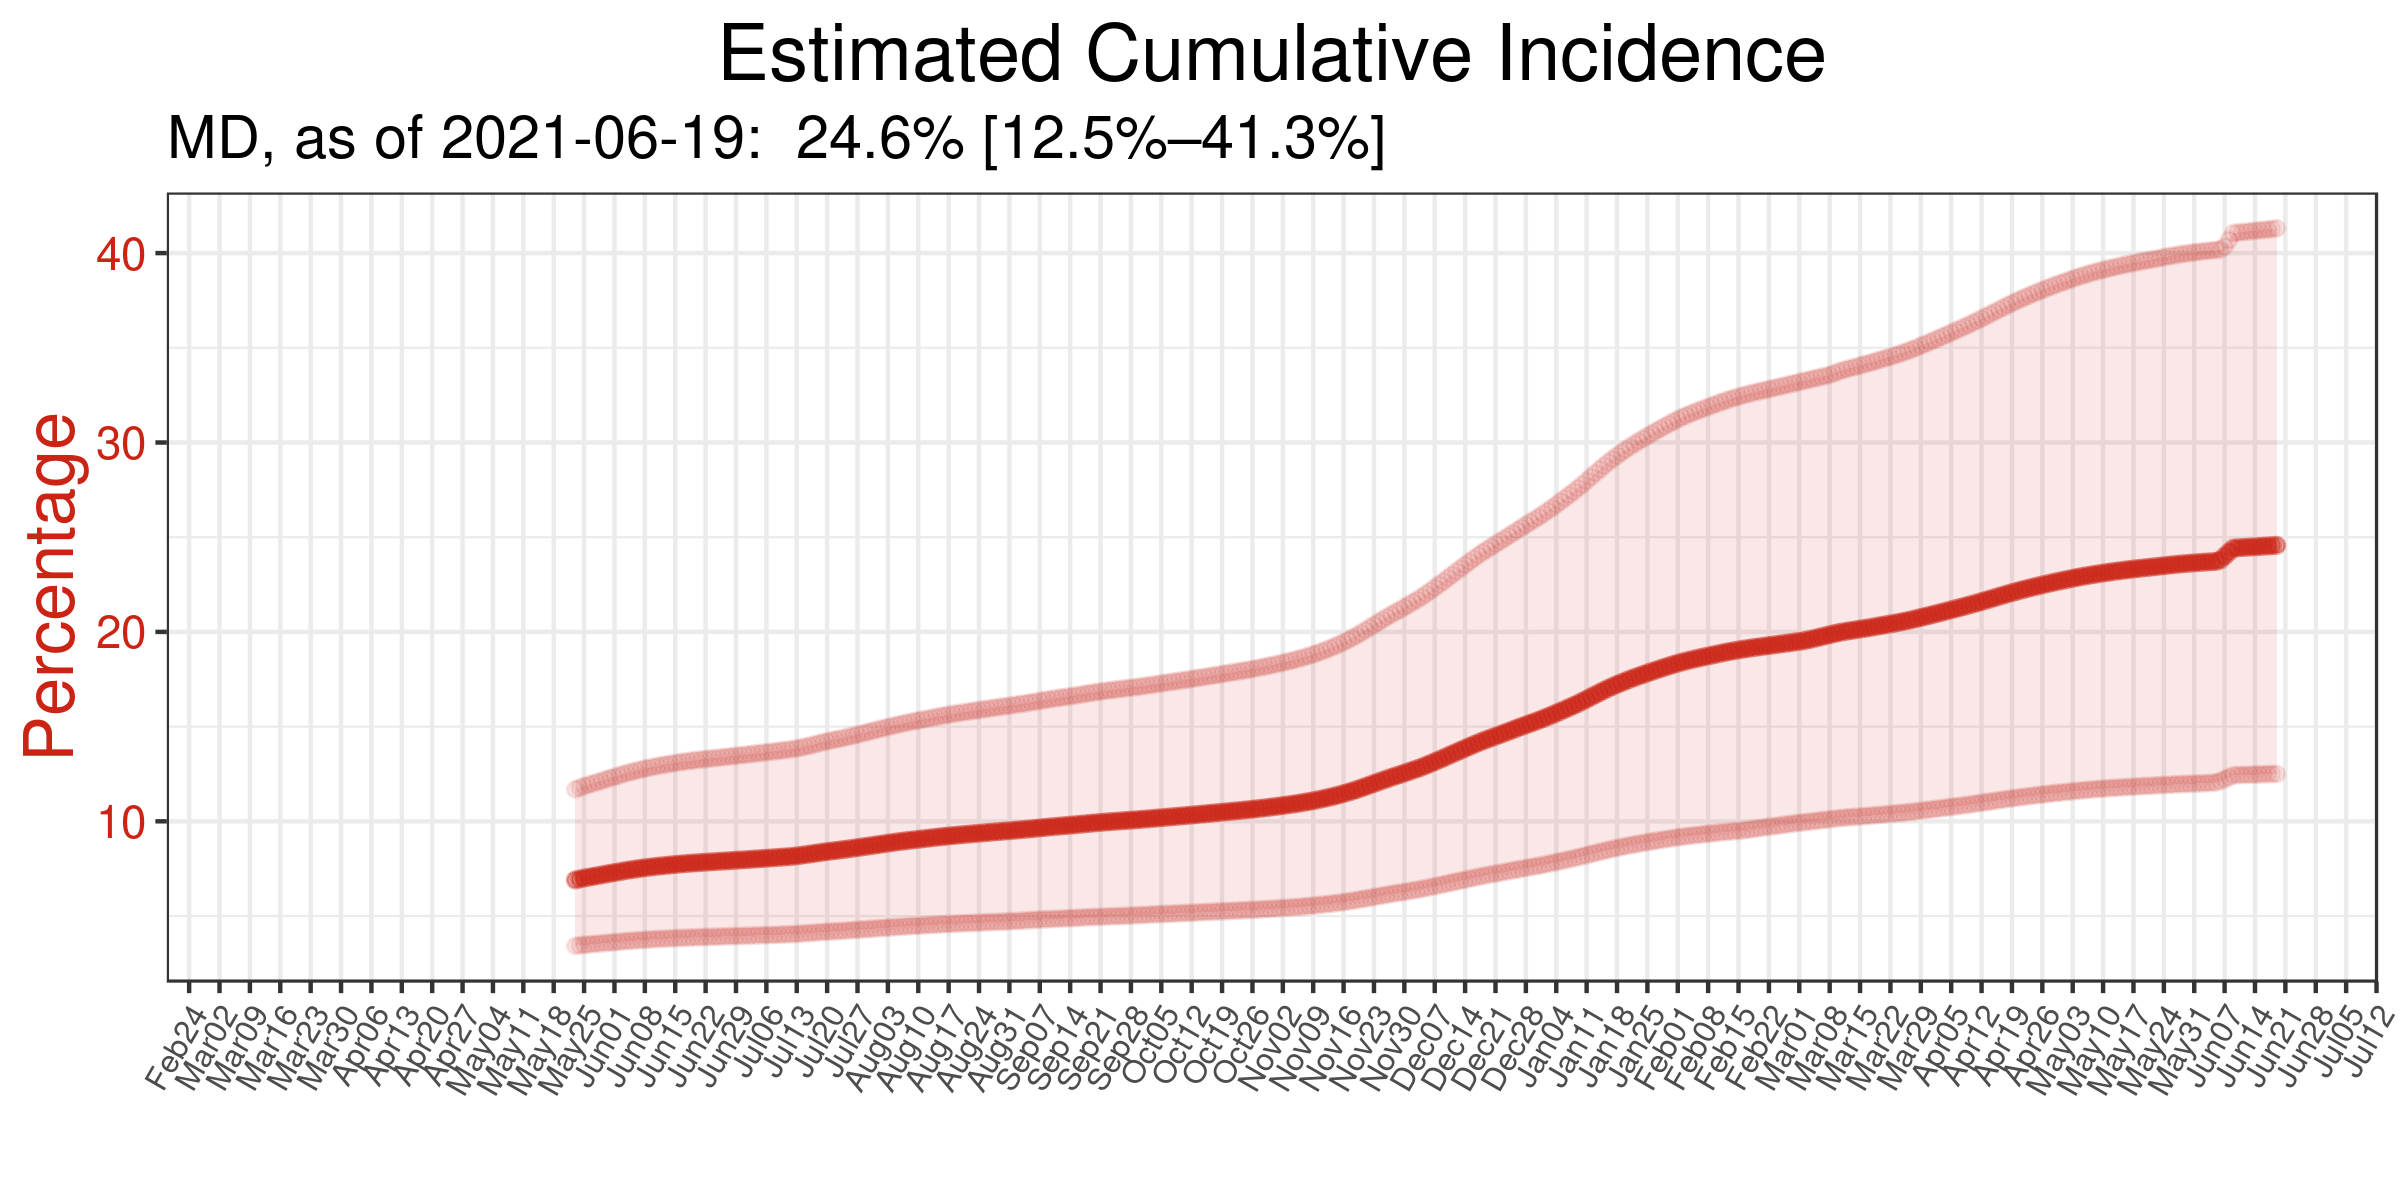 Estimated Cumulative Incidence
MD, as of 2021-06-19: 24.6% [12.5%–41.3%]
Percentage
40
30
20
10
Feb24
Mar02
Mar09
Mar16
Mar23
Mar30
Apr06
Apr13
Apr20
Apr27
May04
May11
May18
May25
Jun01
Jun08
Jun15
Jun22
Jun29
Jul06
Jul13
Jul20
Jul27
Aug03
Aug10
Aug17
Aug24
Aug31
Sep07
Sep14
Sep21
Sep28
Oct05
Oct12
Oct19
Oct26
Nov02
Nov09
Nov16
Nov23
Nov30
Dec07
Dec14
Dec21
Dec28
Jan04
Jan11
Jan18
Jan25
Feb01
Feb08
Feb15
Feb22
Mar01
Mar08
Mar15
Mar22
Mar29
Apr05
Apr12
Apr19
Apr26
May03
May10
May17
May24
May31
Jun07
Jun14
Jun21
Jun28
Jul05
Jul12